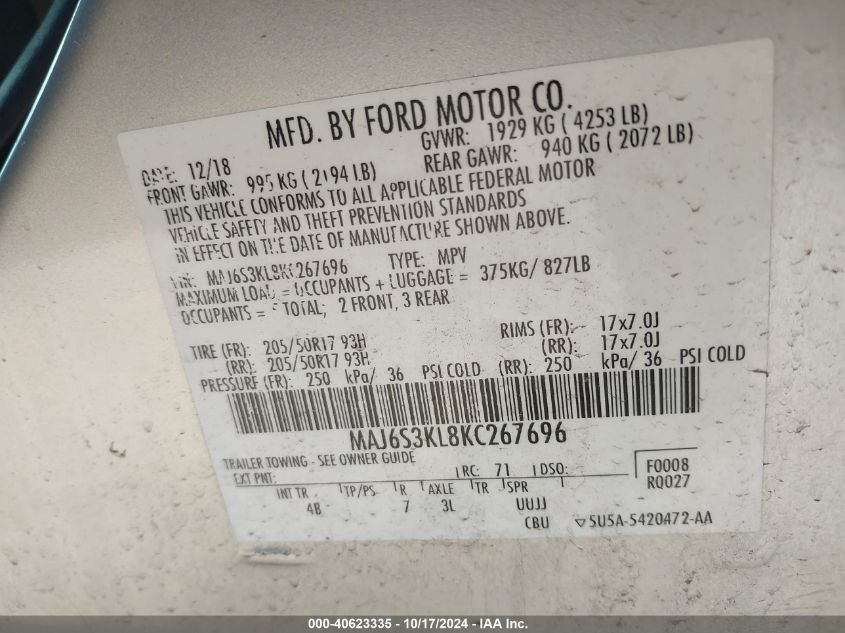 MFD. BY FORD MOTOR CO.
DATE: 12/18 GVWR: 1929 KG ( 4253 LB)
FRONT GAWR: 995 KG ( 2194 LB) REAR GAWR: 940 KG ( 2072 LB)
THIS VEHICLE CONFORMS TO ALL APPLICABLE FEDERAL MOTOR
VEHICLE SAFETY AND THEFT PREVENTION STANDARDS
IN EFFECT ON THE DATE OF MANUFACTURE SHOWN ABOVE.
VIN: MAJ6S3KL8KC267696 TYPE: MPV
MAXIMUM LOAD = OCCUPANTS + LUGGAGE = 375KG/ 827LB
OCCUPANTS = 5 TOTAL; 2 FRONT, 3 REAR
TIRE (FR): 205/50R17 93H RIMS (FR): 17x7.0J
(RR): 205/50R17 93H (RR): 17x7.0J
PRESSURE (FR): 250 kPa/ 36 PSI COLD (RR): 250 kPa/ 36 PSI COLD
MAJ6S3KL8KC267696
TRAILER TOWING - SEE OWNER GUIDE
EXT PNT: RC: 71 DSO: F0008
RQ027
INT TR TP/PS R AXLE TR SPR
4B 7 3L UUJJ
CBU ▽5U5A-5420472-AA
000-40623335 - 10/17/2024 - IAA Inc.